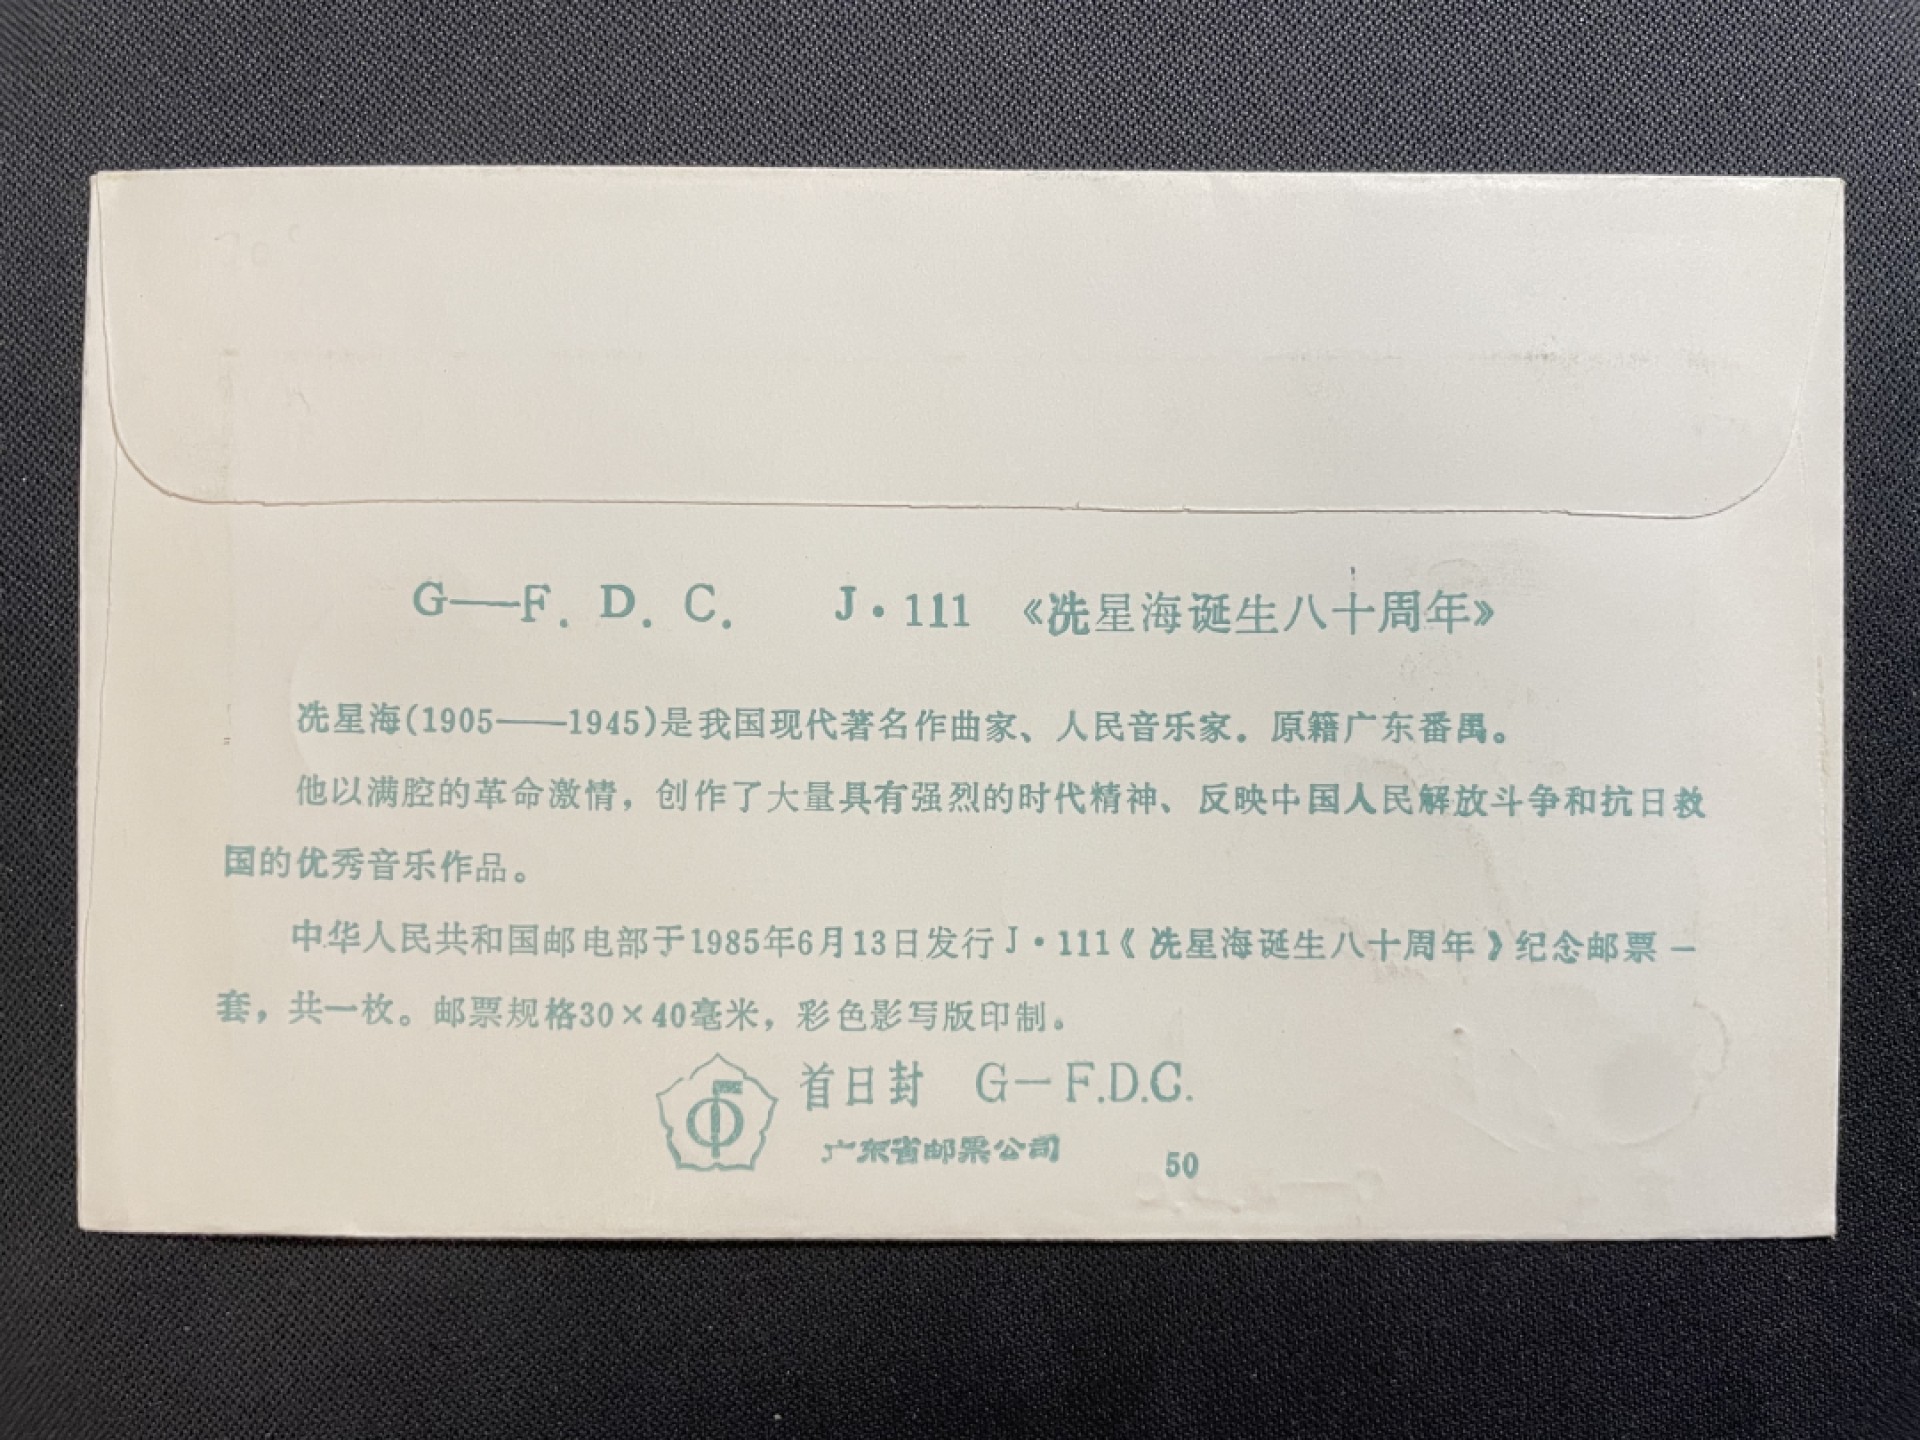 G——F. D. C. J·111 《冼星海诞生八十周年》
冼星海(1905——1945)是我国现代著名作曲家、人民音乐家. 原籍广东番禺。
他以满腔的革命激情，创作了大量具有强烈的时代精神、反映中国人民解放斗争和抗日救
国的优秀音乐作品。
中华人民共和国邮电部于1985年6月13日发行J·111《冼星海诞生八十周年》纪念邮票一
套，共一枚。邮票规格30×40毫米，彩色影写版印制。
首日封 G—F.D.C.
广东省邮票公司 50